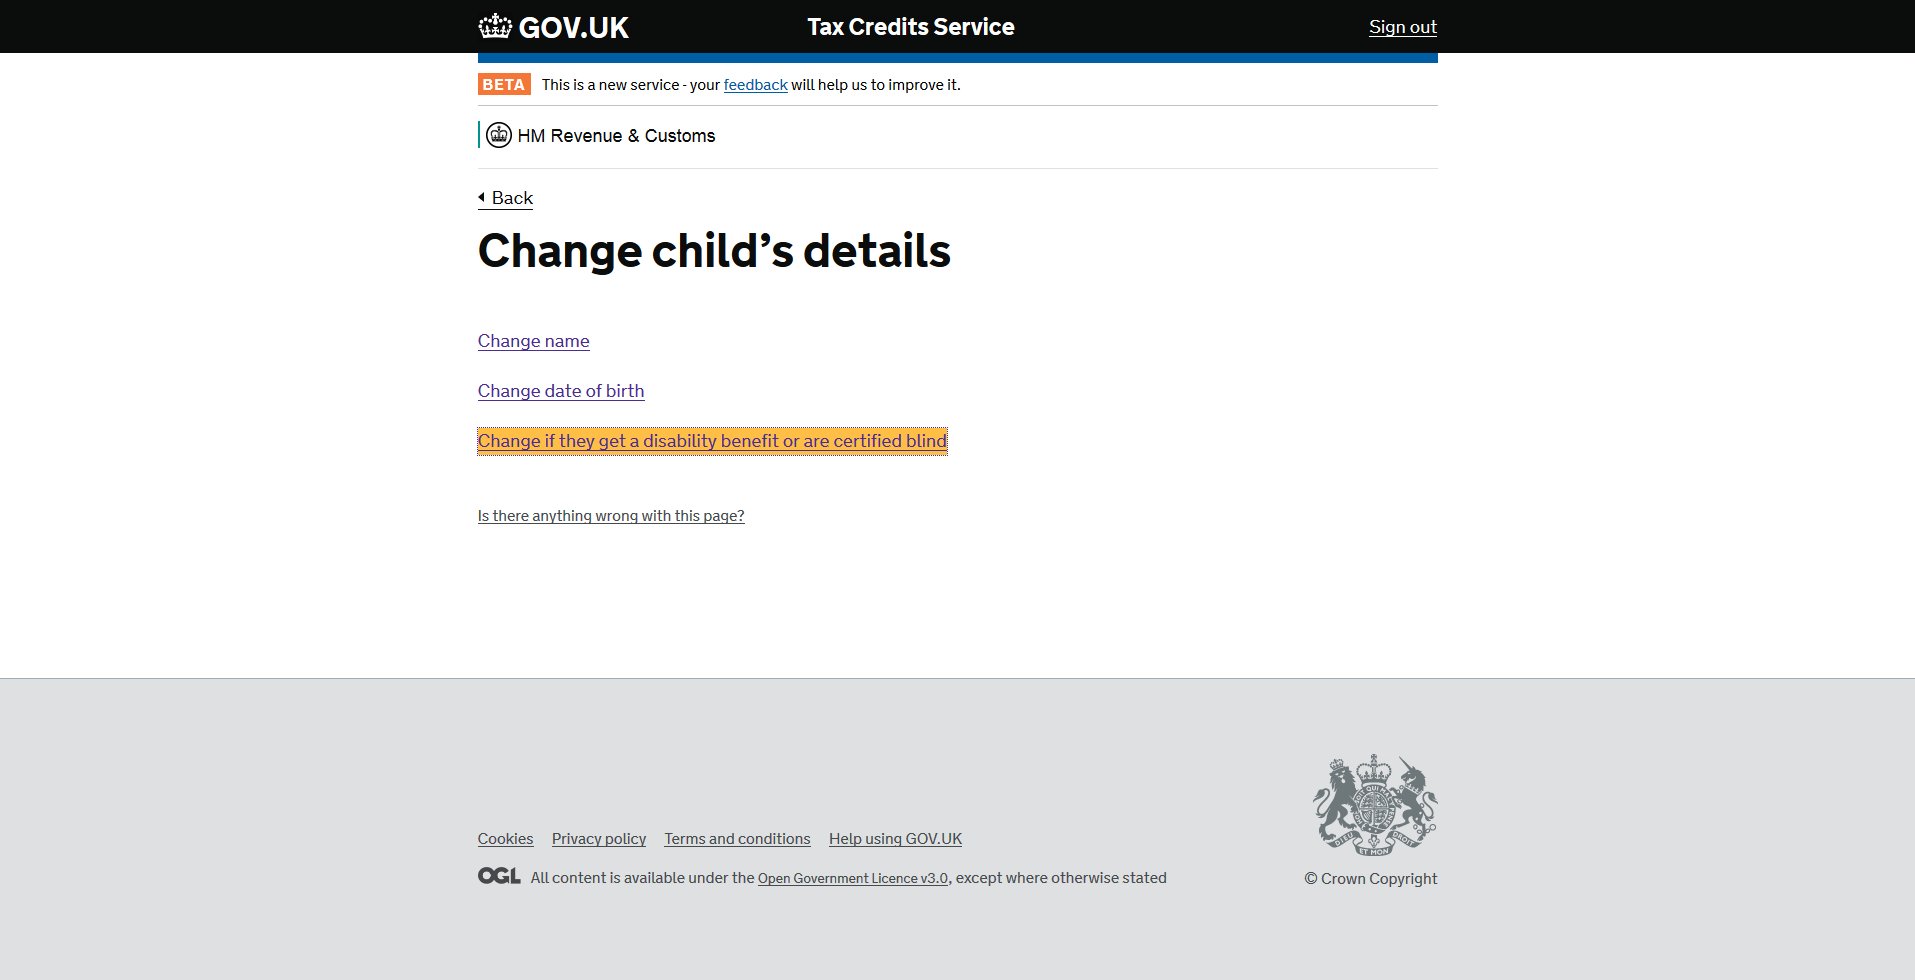 GOV.UK
Tax Credits Service
Sign out
BETA This is a new service - your feedback will help us to improve it.
HM Revenue & Customs
Back
Change child’s details
Change name
Change date of birth
Change if they get a disability benefit or are certified blind
Is there anything wrong with this page?
Cookies Privacy policy Terms and conditions Help using GOV.UK
OGL All content is available under the Open Government Licence v3.0, except where otherwise stated
DIEU ET MON DROIT
© Crown Copyright